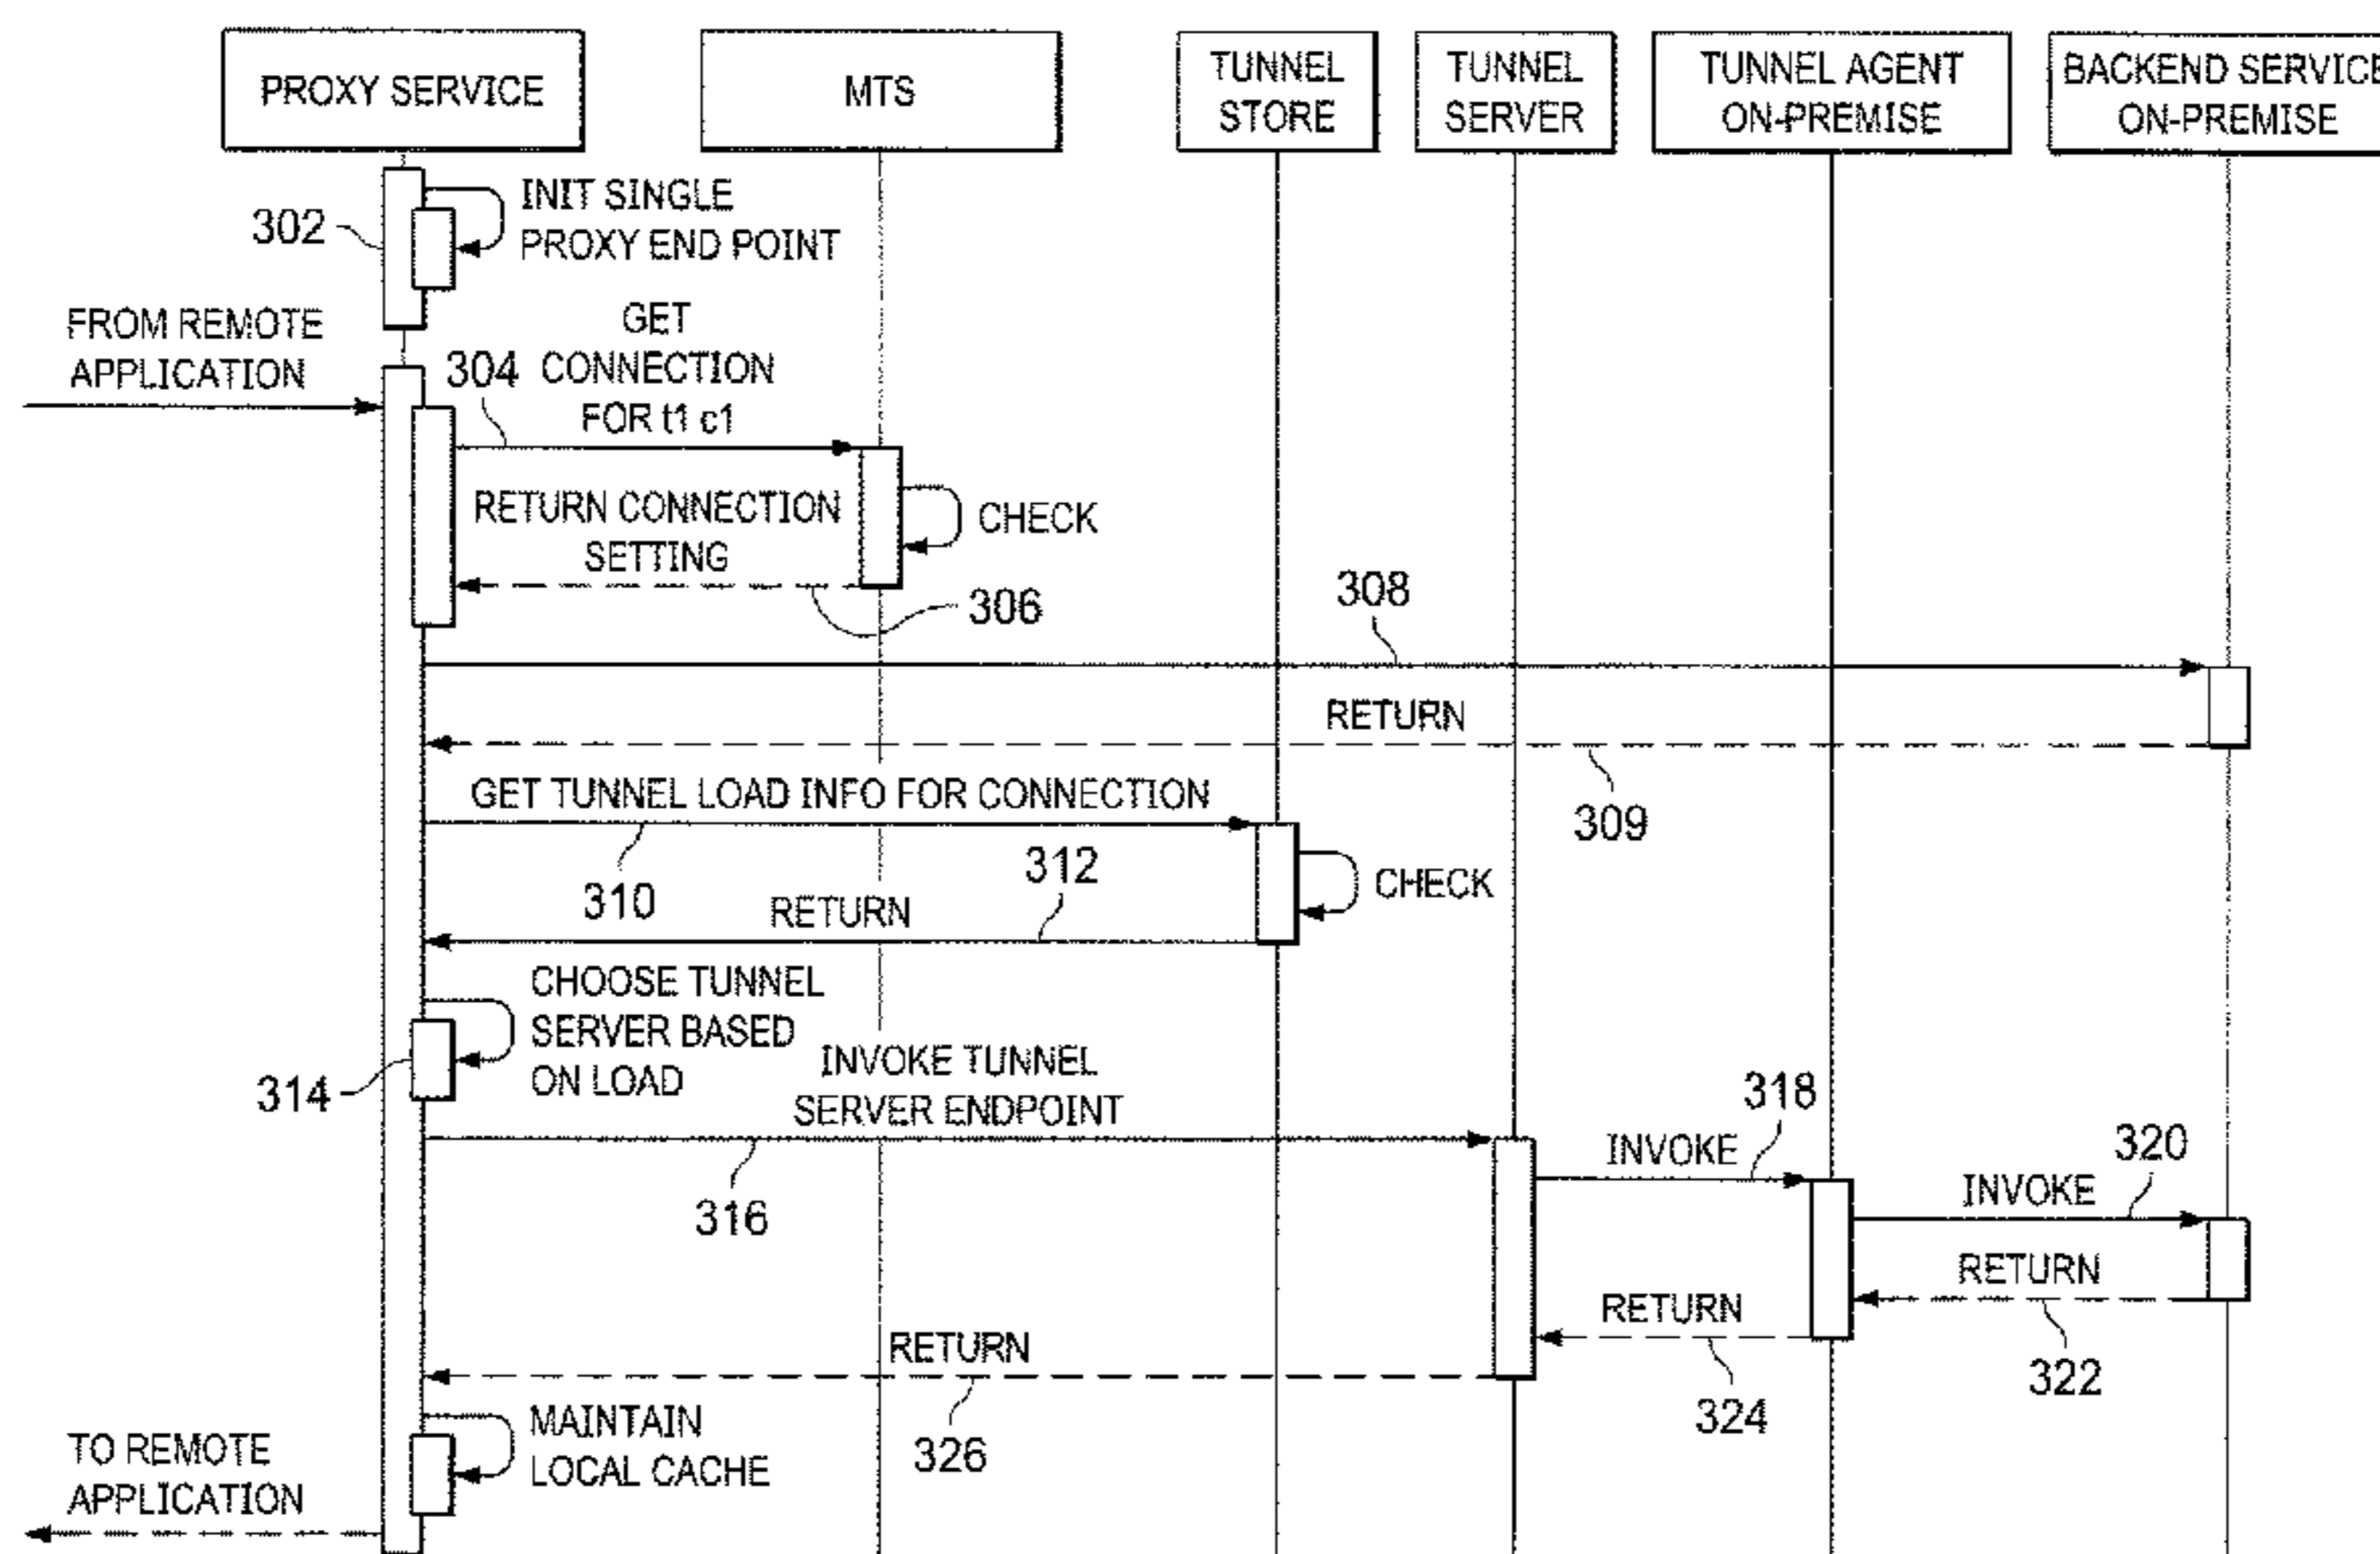 PROXY SERVICE
MTS
TUNNEL
STORE
TUNNEL
SERVER
TUNNEL AGENT
ON-PREMISE
BACKEND SERVICE
ON-PREMISE
302
INIT SINGLE
PROXY END POINT
FROM REMOTE
APPLICATION
304
GET
CONNECTION
FOR t1 c1
RETURN CONNECTION
SETTING
CHECK
306
308
RETURN
309
GET TUNNEL LOAD INFO FOR CONNECTION
310
312
RETURN
CHECK
CHOOSE TUNNEL
SERVER BASED
ON LOAD
314
INVOKE TUNNEL
SERVER ENDPOINT
316
318
INVOKE
320
INVOKE
RETURN
322
RETURN
324
RETURN
326
MAINTAIN
LOCAL CACHE
TO REMOTE
APPLICATION